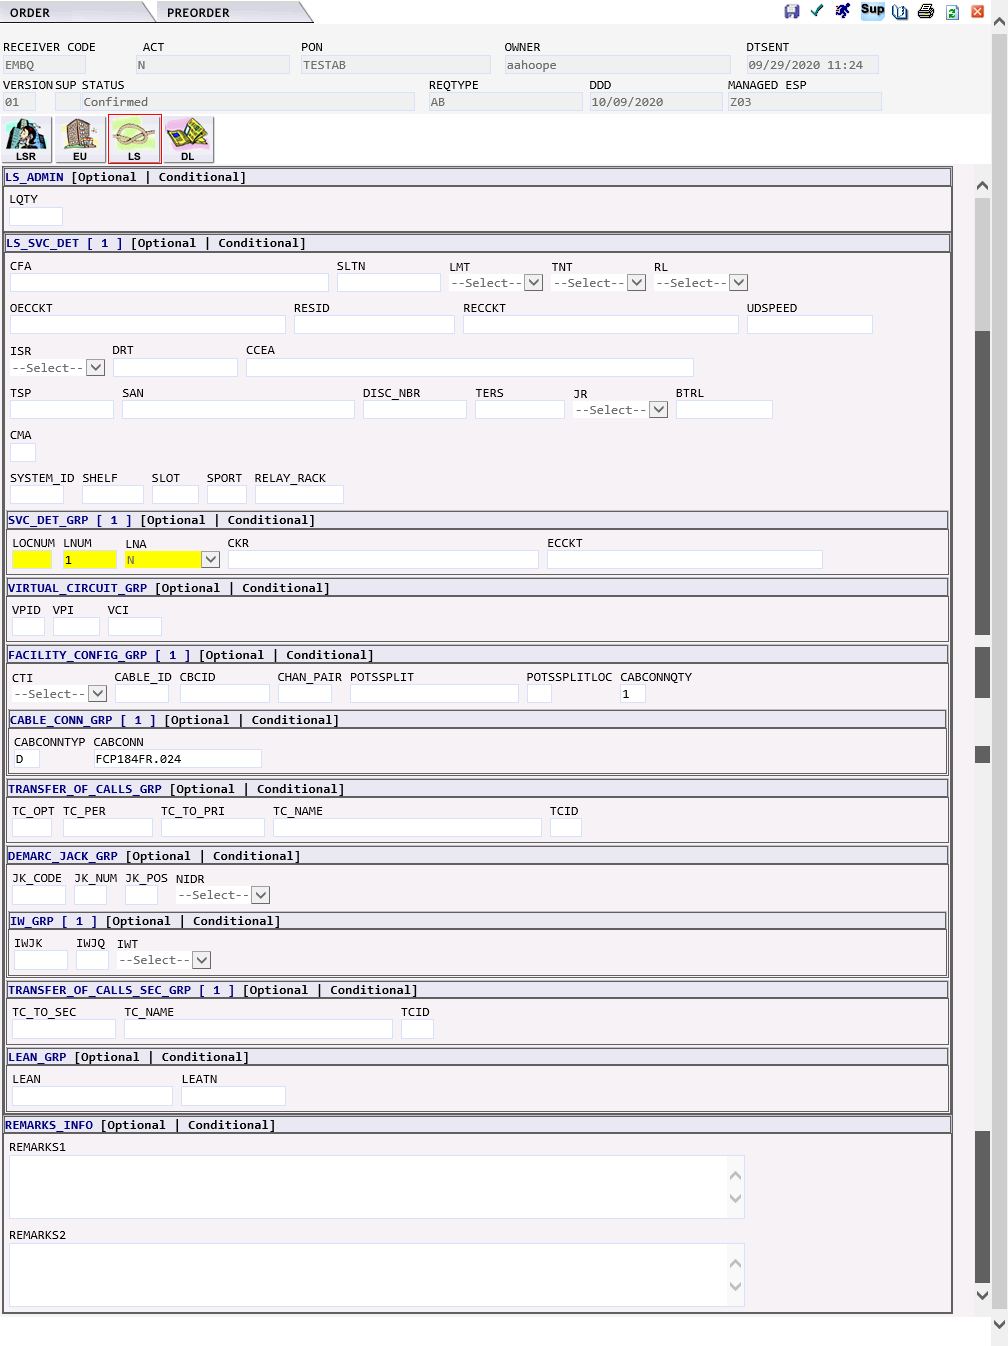 ORDER PREORDER Sup
RECEIVER CODE ACT PON OWNER DTSENT
EMBQ N TESTAB aahoope 09/29/2020 11:24
VERSION SUP STATUS REQTYPE DDD MANAGED ESP
01 Confirmed AB 10/09/2020 Z03
LSR EU LS DL
LS_ADMIN [Optional | Conditional]
LQTY
LS_SVC_DET [ 1 ] [Optional | Conditional]
CFA SLTN LMT TNT RL
--Select-- --Select-- --Select--
OECCKT RESID RECCKT UDSPEED
ISR DRT CCEA
--Select--
TSP SAN DISC_NBR TERS JR BTRL
--Select--
CMA
SYSTEM_ID SHELF SLOT SPORT RELAY_RACK
SVC_DET_GRP [ 1 ] [Optional | Conditional]
LOCNUM LNUM LNA CKR ECCKT
1 N
VIRTUAL_CIRCUIT_GRP [Optional | Conditional]
VPID VPI VCI
FACILITY_CONFIG_GRP [ 1 ] [Optional | Conditional]
CTI CABLE_ID CBCID CHAN_PAIR POTSSPLIT POTSSPLITLOC CABCONNQTY
--Select-- 1
CABLE_CONN_GRP [ 1 ] [Optional | Conditional]
CABCONNTYP CABCONN
D FCP184FR.024
TRANSFER_OF_CALLS_GRP [Optional | Conditional]
TC_OPT TC_PER TC_TO_PRI TC_NAME TCID
DEMARC_JACK_GRP [Optional | Conditional]
JK_CODE JK_NUM JK_POS NIDR
--Select--
IW_GRP [ 1 ] [Optional | Conditional]
IWJK IWJQ IWT
--Select--
TRANSFER_OF_CALLS_SEC_GRP [ 1 ] [Optional | Conditional]
TC_TO_SEC TC_NAME TCID
LEAN_GRP [Optional | Conditional]
LEAN LEATN
REMARKS_INFO [Optional | Conditional]
REMARKS1
REMARKS2